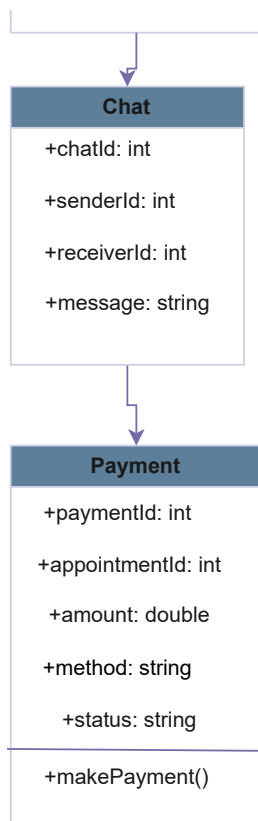 Chat
+chatId: int
+senderId: int
+receiverId: int
+message: string
Payment
+paymentId: int
+appointmentId: int
+amount: double
+method: string
+status: string
+makePayment()